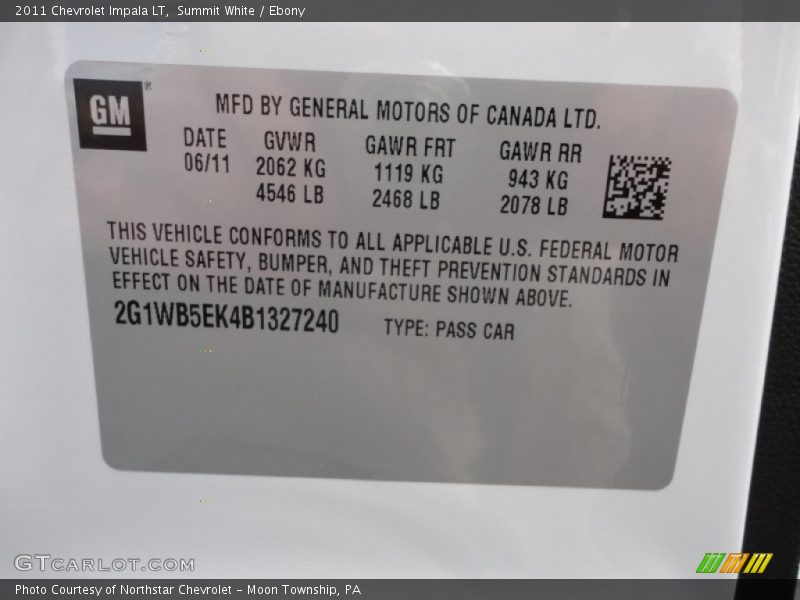 2011 Chevrolet Impala LT, Summit White / Ebony
GM®
MFD BY GENERAL MOTORS OF CANADA LTD.
DATE GVWR GAWR FRT GAWR RR
06/11 2062 KG 1119 KG 943 KG
4546 LB 2468 LB 2078 LB
THIS VEHICLE CONFORMS TO ALL APPLICABLE U.S. FEDERAL MOTOR
VEHICLE SAFETY, BUMPER, AND THEFT PREVENTION STANDARDS IN
EFFECT ON THE DATE OF MANUFACTURE SHOWN ABOVE.
2G1WB5EK4B1327240 TYPE: PASS CAR
GTCARLOT.COM
Photo Courtesy of Northstar Chevrolet - Moon Township, PA